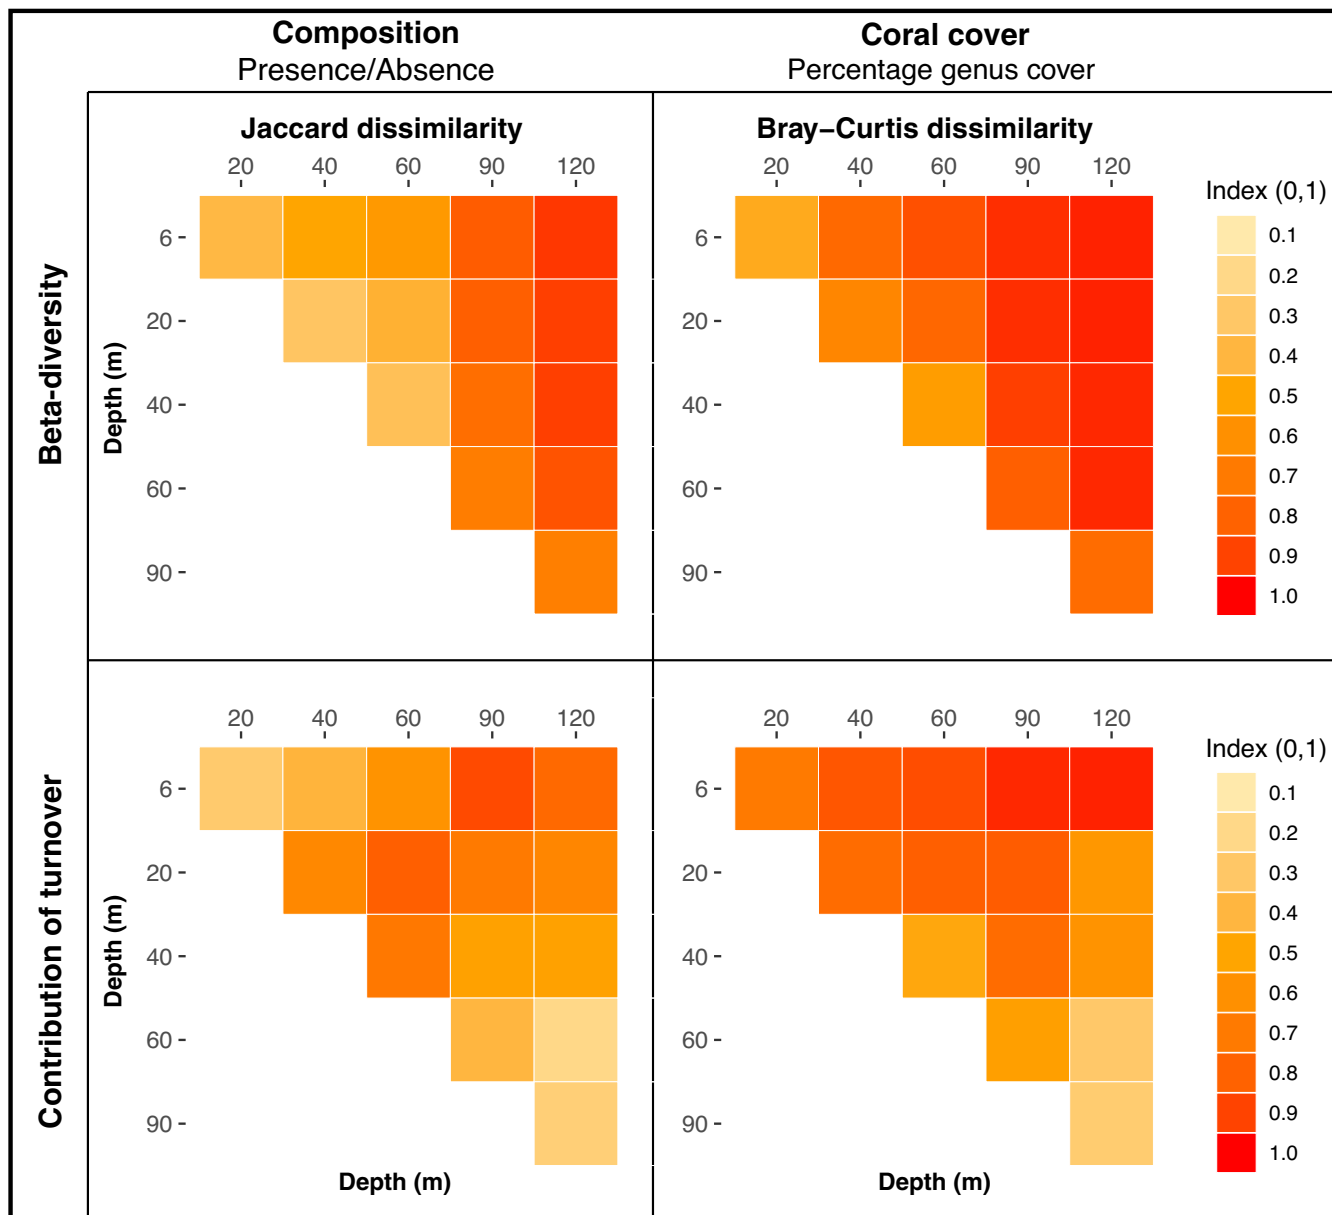 Composition
Presence/Absence
Coral cover
Percentage genus cover
Beta-diversity
Jaccard dissimilarity
20 40 60 90 120
6
20
40
60
90
Depth (m)
Bray−Curtis dissimilarity
20 40 60 90 120
6
20
40
60
90
Index (0,1)
0.1
0.2
0.3
0.4
0.5
0.6
0.7
0.8
0.9
1.0
Contribution of turnover
20 40 60 90 120
6
20
40
60
90
Depth (m)
Depth (m)
20 40 60 90 120
6
20
40
60
90
Depth (m)
Index (0,1)
0.1
0.2
0.3
0.4
0.5
0.6
0.7
0.8
0.9
1.0